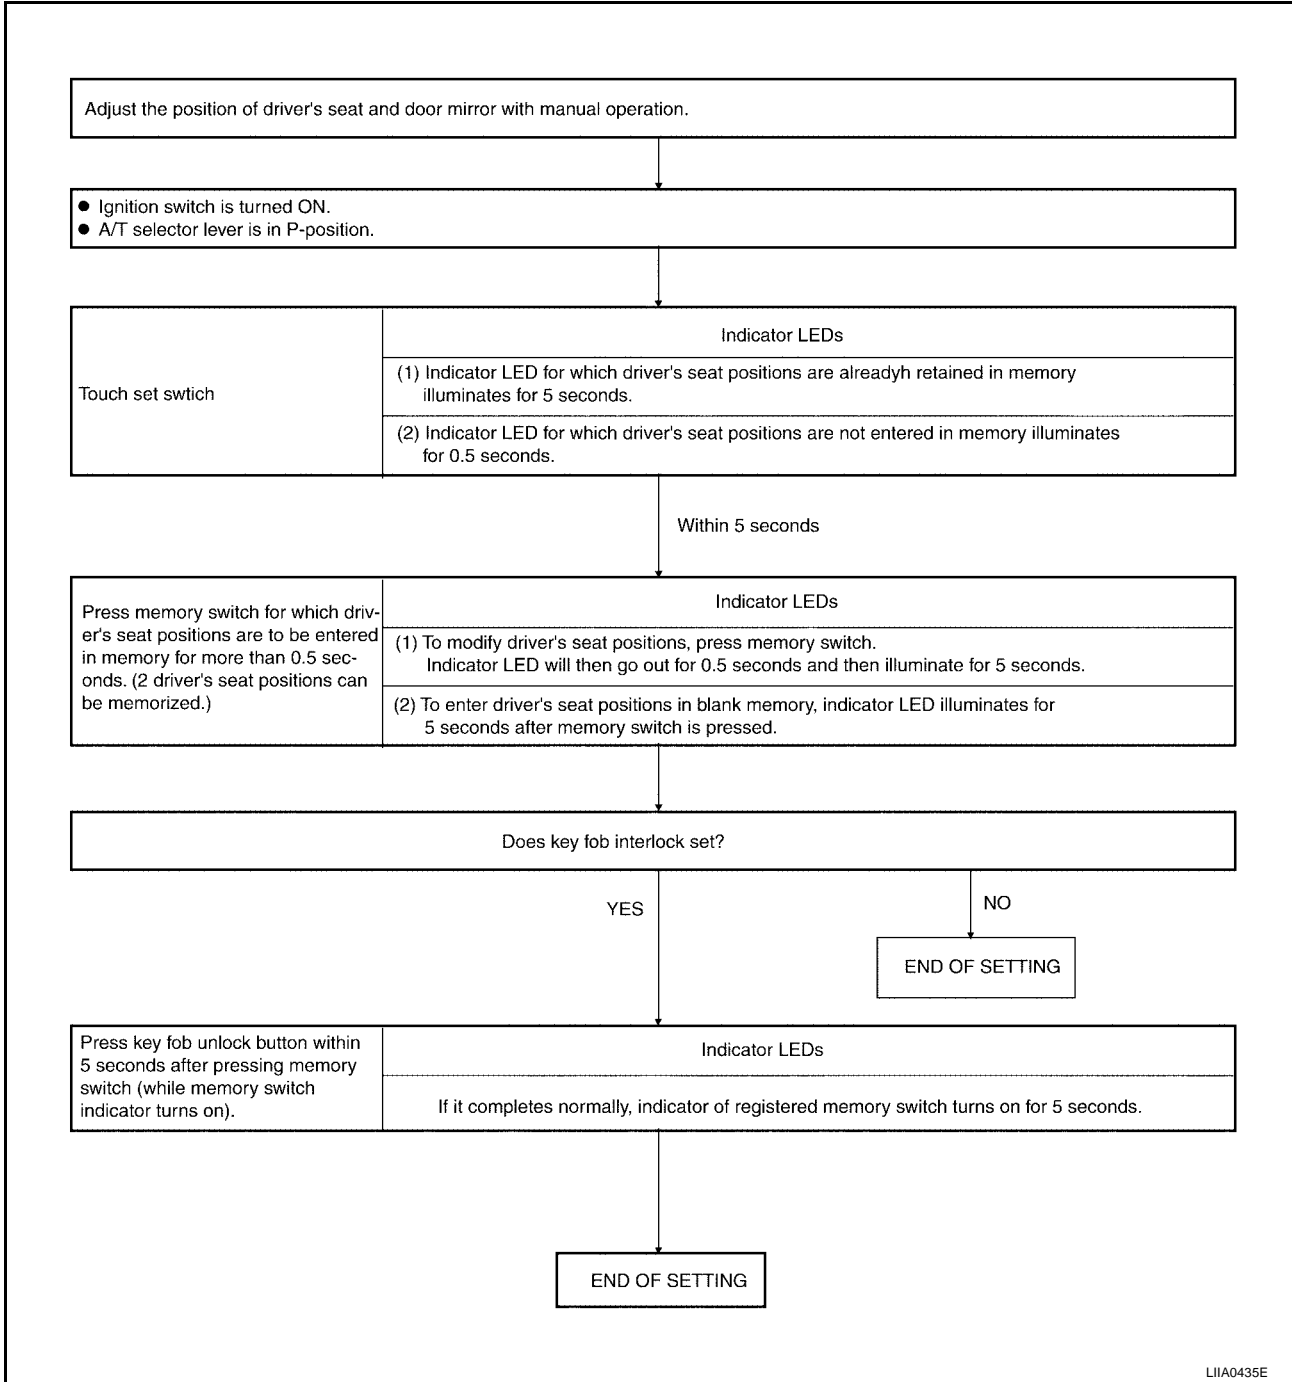 Adjust the position of driver's seat and door mirror with manual operation.
● Ignition switch is turned ON.
● A/T selector lever is in P-position.
Touch set swtich
Indicator LEDs
(1) Indicator LED for which driver's seat positions are alreadyh retained in memory
illuminates for 5 seconds.
(2) Indicator LED for which driver's seat positions are not entered in memory illuminates
for 0.5 seconds.
Within 5 seconds
Press memory switch for which driv-
er's seat positions are to be entered
in memory for more than 0.5 sec-
onds. (2 driver's seat positions can
be memorized.)
Indicator LEDs
(1) To modify driver's seat positions, press memory switch.
Indicator LED will then go out for 0.5 seconds and then illuminate for 5 seconds.
(2) To enter driver's seat positions in blank memory, indicator LED illuminates for
5 seconds after memory switch is pressed.
Does key fob interlock set?
YES
NO
END OF SETTING
Press key fob unlock button within
5 seconds after pressing memory
switch (while memory switch
indicator turns on).
Indicator LEDs
If it completes normally, indicator of registered memory switch turns on for 5 seconds.
END OF SETTING
LIIA0435E